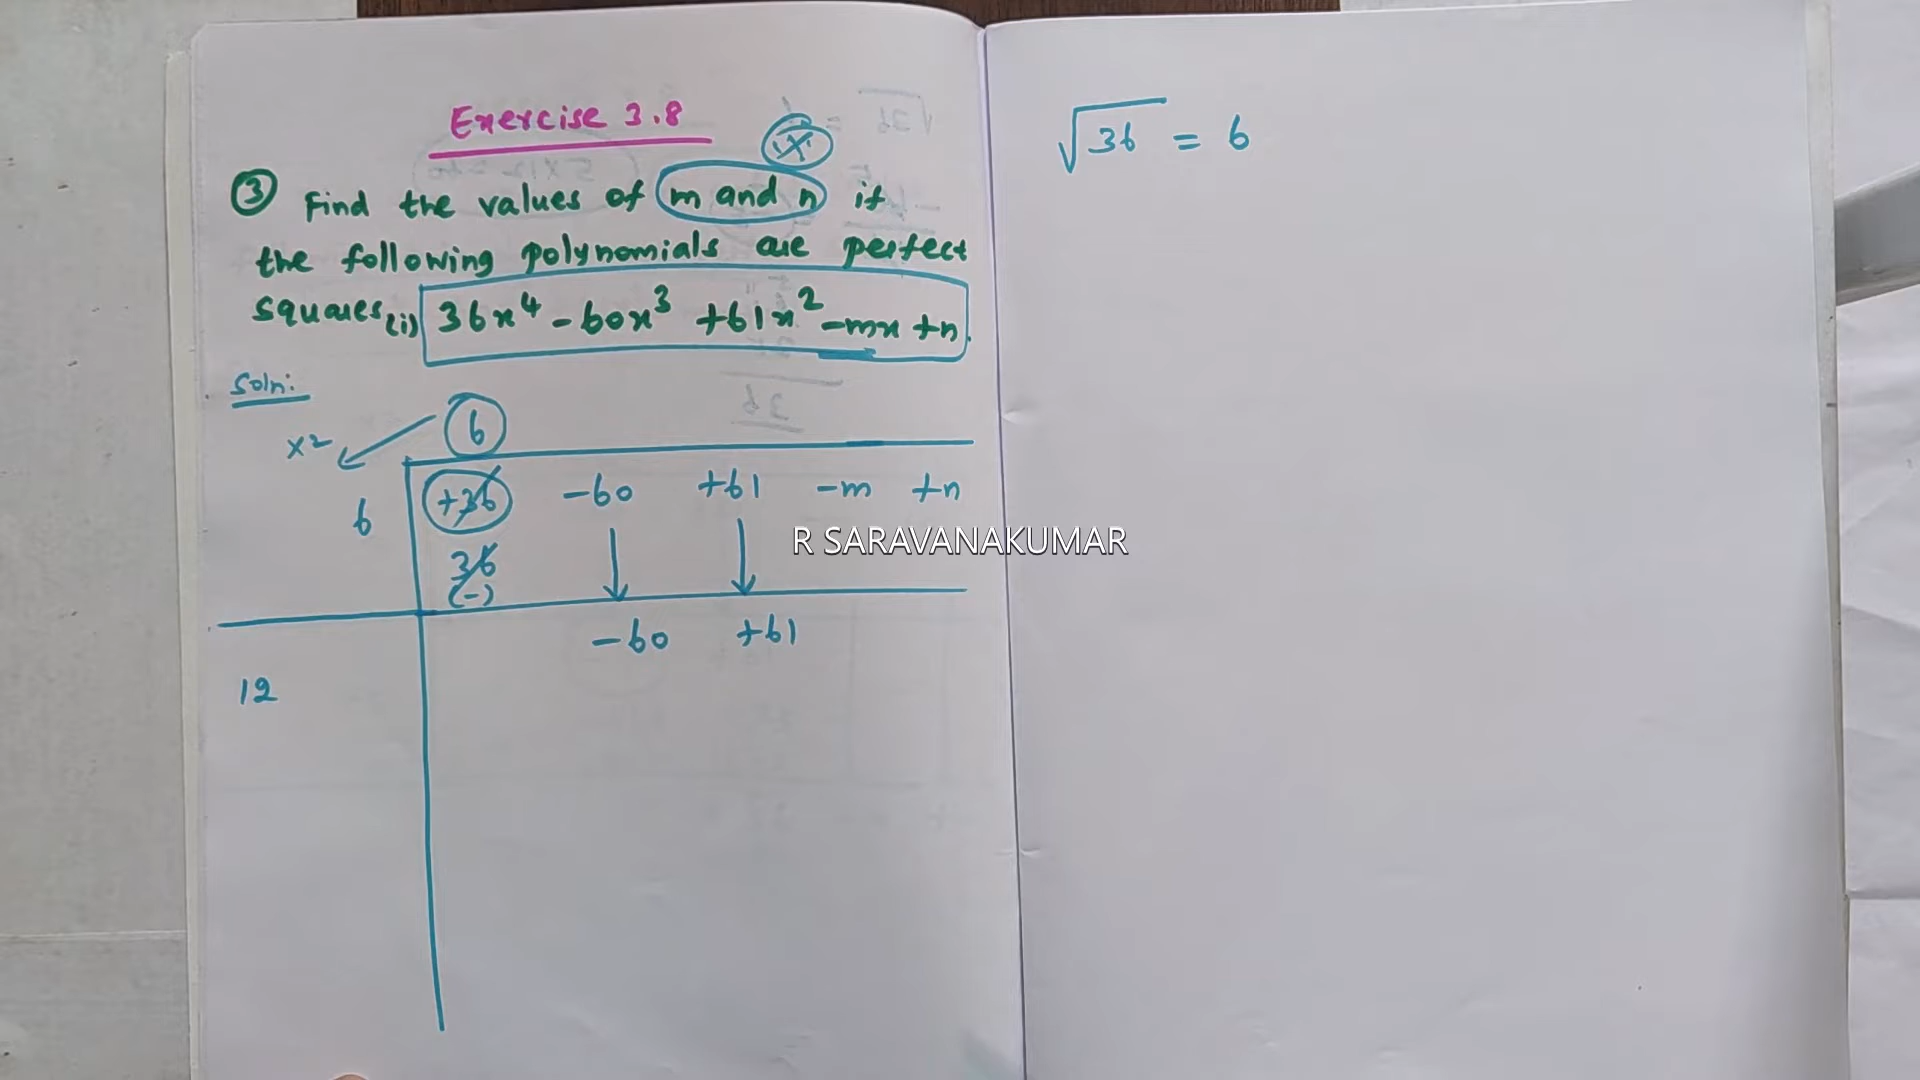 Exercise 3.8
③ Find the values of m and n if
the following polynomials are perfect
squares. (i) 36x⁴ - 60x³ + 61x² - mx + n.
Soln:
6
×2
6 +36 -60 +61 -m +n
36
(-)
-60 +61
12
√36 = 6
R SARAVANAKUMAR